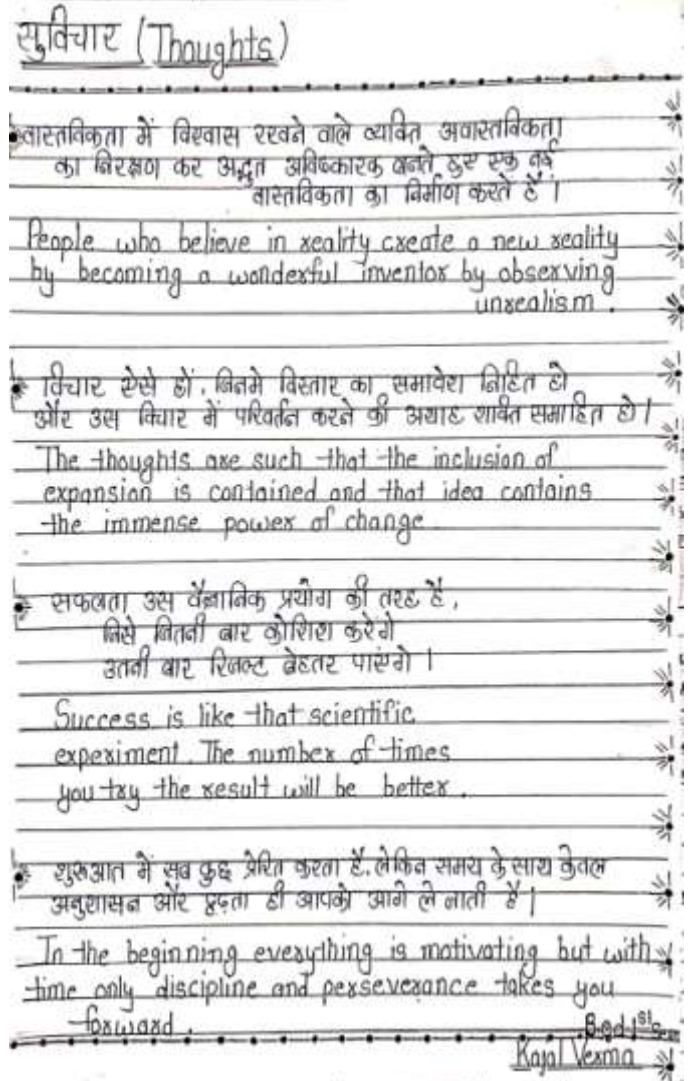 सुविचार (Thoughts)
वास्तविकता में विश्वास रखने वाले व्यक्ति अवास्तविकता
का निरक्षण कर अद्भुत अविष्कारक बनते हुए एक नई
वास्तविकता का निर्माण करते हैं ।
People who believe in reality create a new reality
by becoming a wonderful inventor by observing
unrealism.
विचार ऐसे हों, जिनमे विस्तार का समावेश निहित हो
और उस विचार में परिवर्तन करने की अथाह शक्ति समाहित हो ।
The thoughts are such that the inclusion of
expansion is contained and that idea contains
the immense power of change
सफलता उस वैज्ञानिक प्रयोग की तरह है,
जिसे जितनी बार कोशिश करेगे
उतनी बार रिजल्ट बेहतर पाएंगे ।
Success is like that scientific
experiment. The number of times
you try the result will be better.
शुरुआत में सब कुछ प्रेरित करता है, लेकिन समय के साथ केवल
अनुशासन और दृढ़ता ही आपको आगे ले जाती है ।
In the beginning everything is motivating but with
time only discipline and perseverance takes you
forward.
B.ed 1st Sem
Kajal Verma